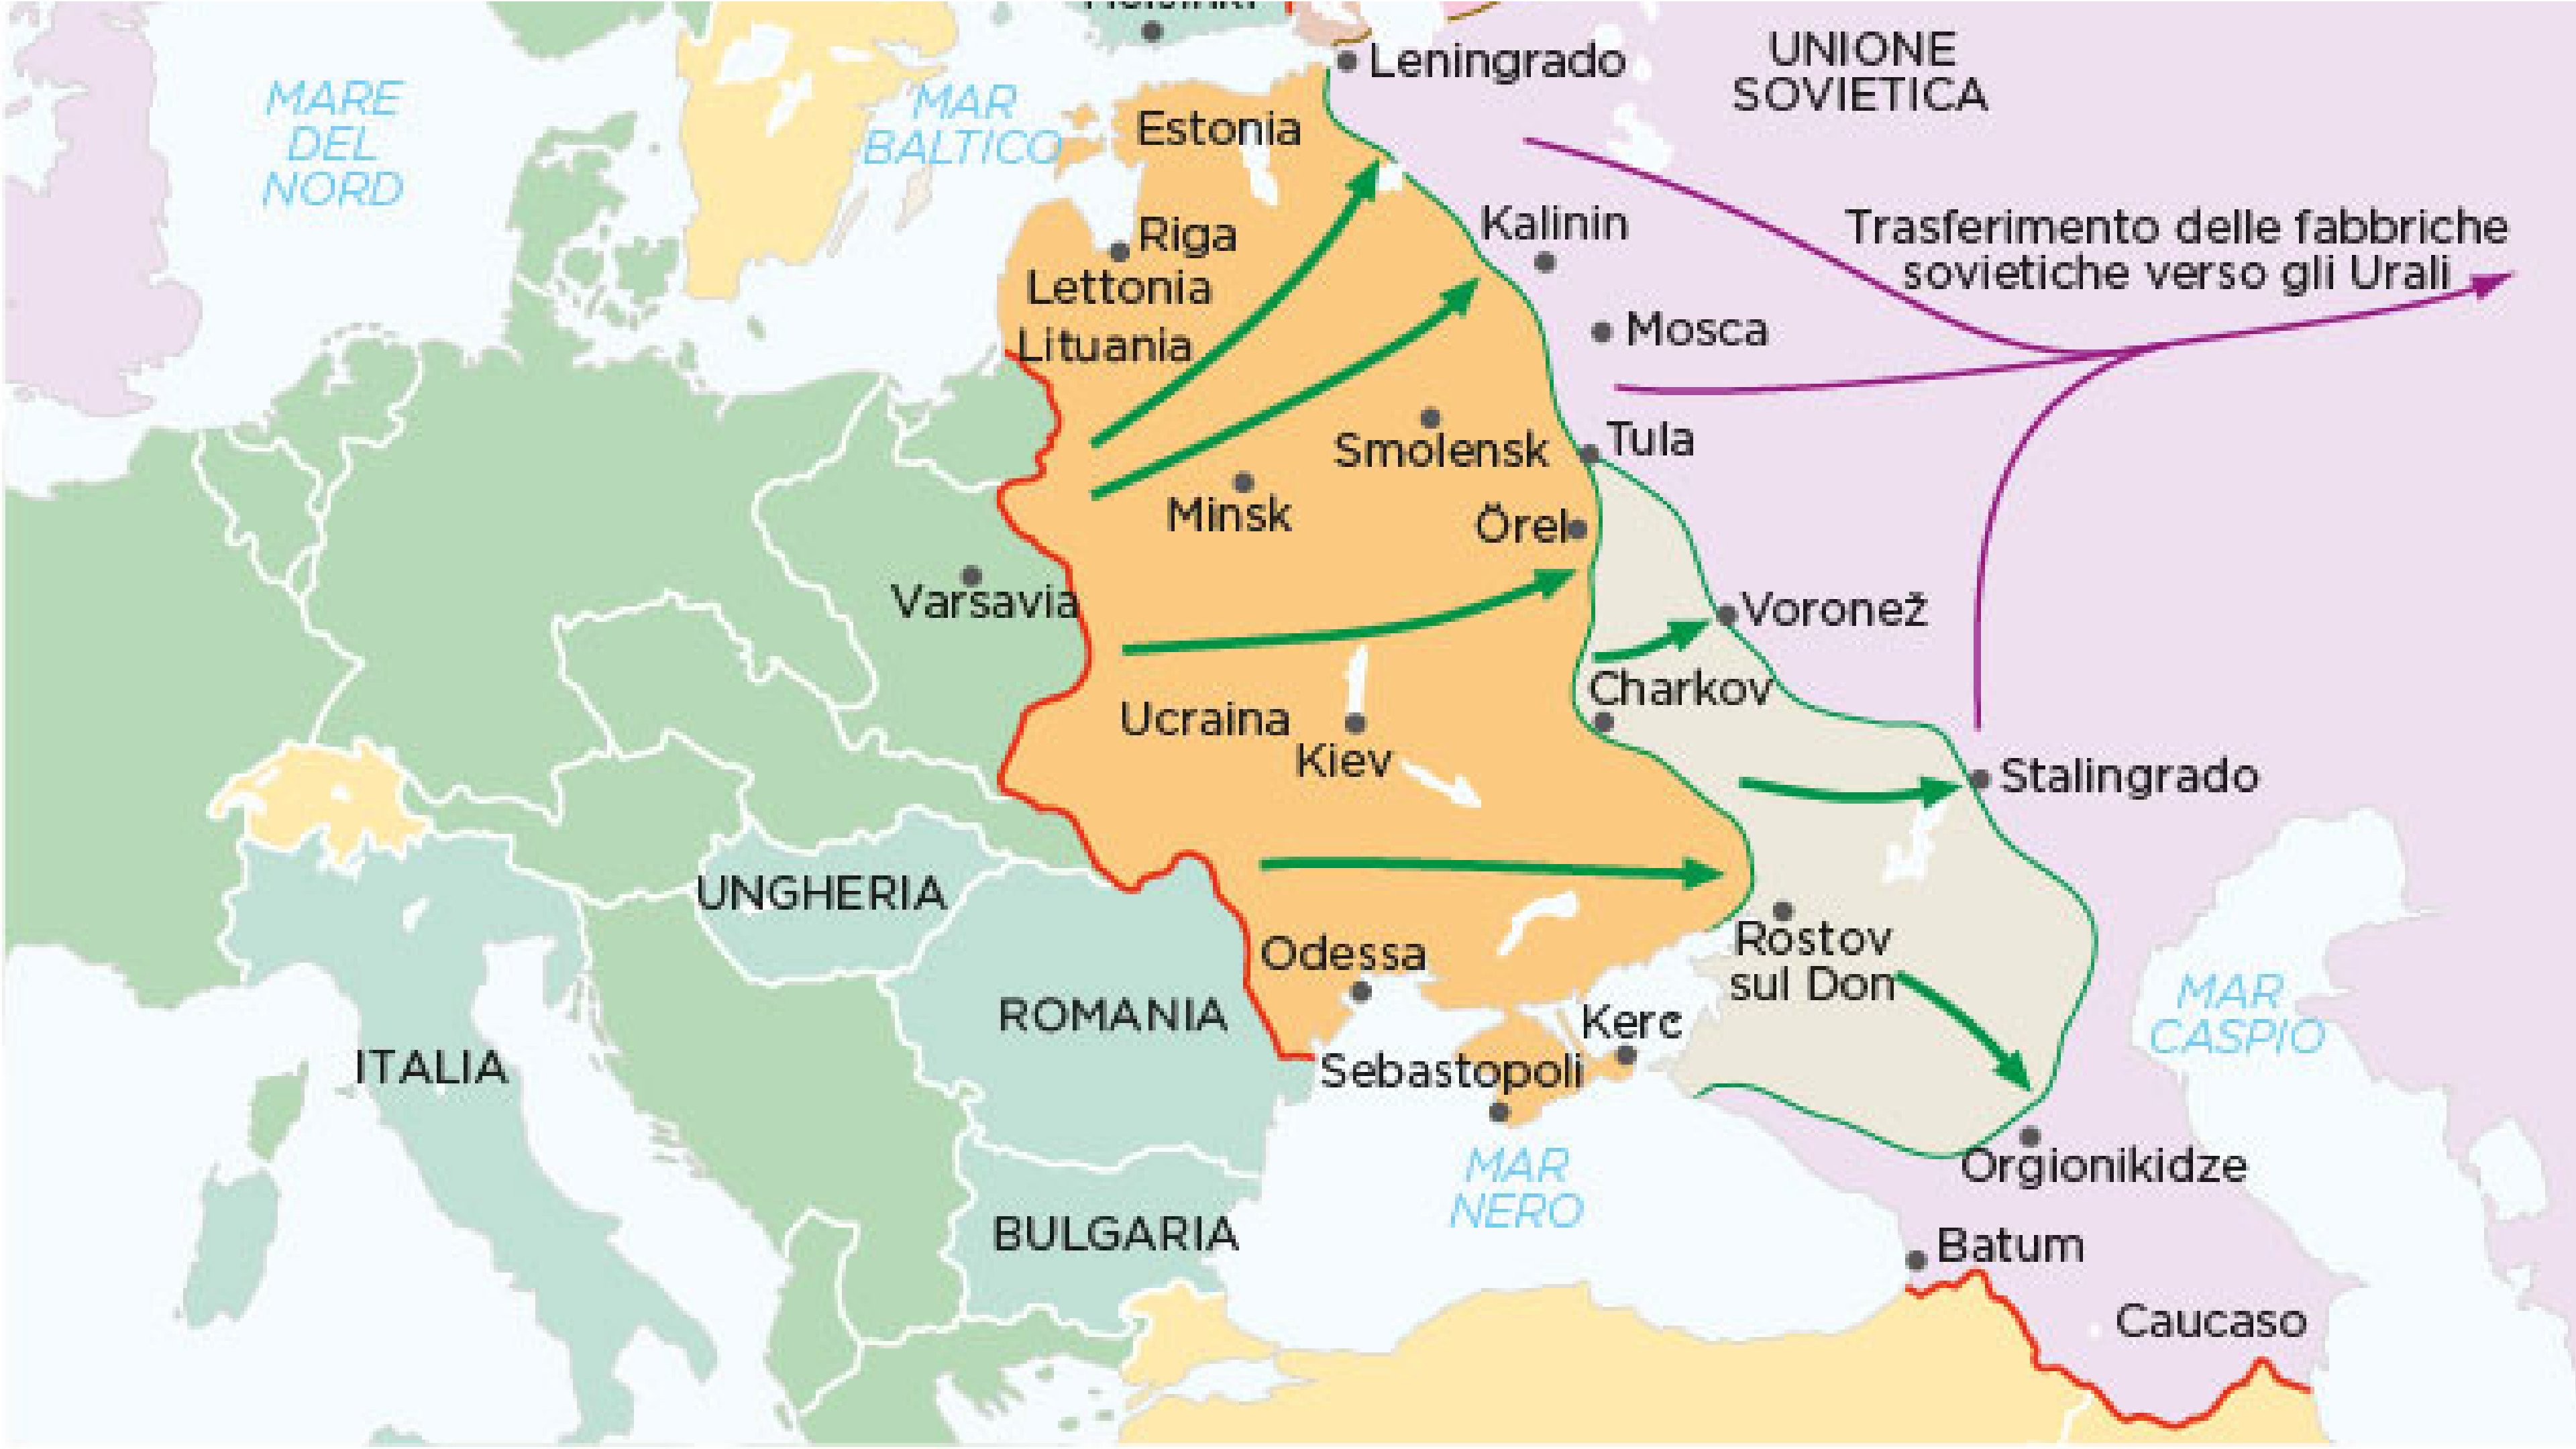 Helsinki
Leningrado
UNIONE
SOVIETICA
MARE
DEL
NORD
MAR
BALTICO
Estonia
Kalinin
Trasferimento delle fabbriche
sovietiche verso gli Urali
Riga
Lettonia
Lituania
Mosca
Smolensk
Tula
Minsk
Örel
Varsavia
Voronež
Charkov
Ucraina
Kiev
Stalingrado
UNGHERIA
Rostov
sul Don
Odessa
ROMANIA
Kerc
MAR
CASPIO
ITALIA
Sebastopoli
MAR
NERO
Orgionikidze
BULGARIA
Batum
Caucaso